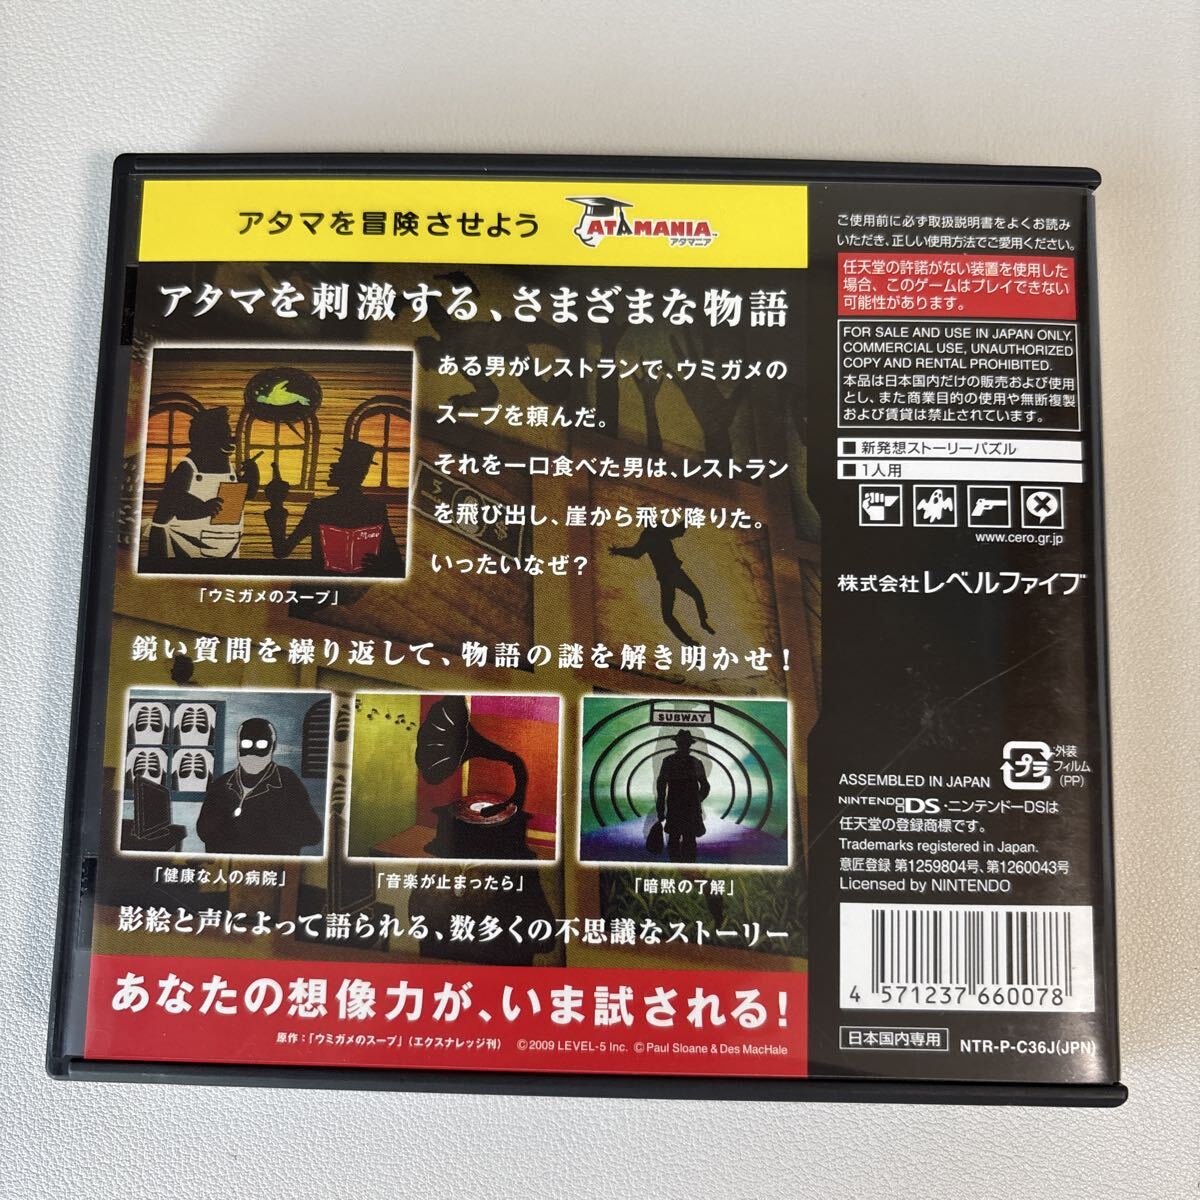 アタマを冒険させよう
ATAMANIA™
アタマニア
アタマを刺激する、さまざまな物語
ある男がレストランで、ウミガメの
スープを頼んだ。
それを一口食べた男は、レストラン
を飛び出し、崖から飛び降りた。
いったいなぜ?
Menu
「ウミガメのスープ」
鋭い質問を繰り返して、物語の謎を解き明かせ!
SUBWAY
「健康な人の病院」
「音楽が止まったら」
「暗黙の了解」
影絵と声によって語られる、数多くの不思議なストーリー
あなたの想像力が、いま試される!
原作:「ウミガメのスープ」(エクスナレッジ刊)
©2009 LEVEL-5 Inc. ©Paul Sloane & Des MacHale
ご使用前に必ず取扱説明書をよくお読み
いただき、正しい使用方法でご愛用ください。
任天堂の許諾がない装置を使用した
場合、このゲームはプレイできない
可能性があります。
FOR SALE AND USE IN JAPAN ONLY.
COMMERCIAL USE, UNAUTHORIZED
COPY AND RENTAL PROHIBITED.
本品は日本国内だけの販売および使用
とし、また商業目的の使用や無断複製
および賃貸は禁止されています。
■ 新発想ストーリーパズル
■ 1人用
www.cero.gr.jp
株式会社レベルファイブ
プラ
外装
フィルム
(PP)
ASSEMBLED IN JAPAN
NINTENDO DS・ニンテンドーDSは
任天堂の登録商標です。
Trademarks registered in Japan.
意匠登録 第1259804号、第1260043号
Licensed by NINTENDO
4 571237 660078
日本国内専用
NTR-P-C36J(JPN)